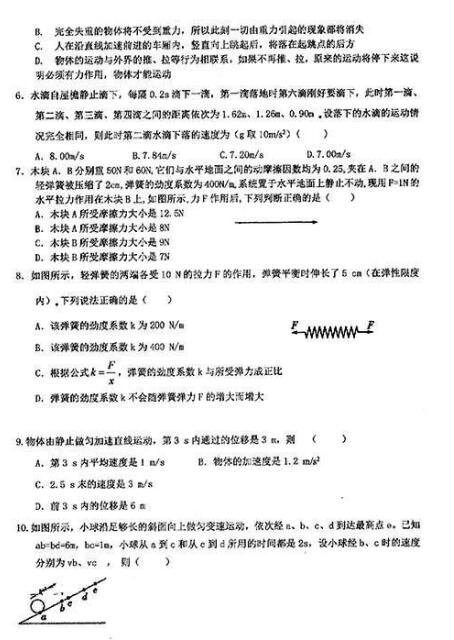 B. 完全失重的物体将不受到重力，所以此刻一切由重力引起的现象都将消失
C. 人在沿直线加速前进的车厢内，竖直向上跳起后，将落在起跳点的后方
D. 物体的运动与外界的推、拉等行为相联系，如果不再推、拉，原来的运动将停下来这说
明必须有力作用，物体才能运动
6. 水滴自屋檐静止滴下，每隔0.2s滴下一滴，第一滴落地时第六滴刚好要滴下，此时第一滴、
第二滴、第三滴、第四滴之间的距离依次为1.62m、1.26m、0.90m。设落下的水滴的运动情
况完全相同，则此时第二滴水滴下落的速度为（g取10m/s²）（ ）
A. 8.00m/s B.7.84m/s C.7.20m/s D.7.00m/s
7. 木块A、B分别重50N和60N,它们与水平地面之间的动摩擦因数均为0.25,夹在A、B之间的
轻弹簧被压缩了2cm,弹簧的劲度系数为400N/m,系统置于水平地面上静止不动,现用F=1N的
水平拉力作用在木块B上,如图所示,力F作用后,下列判断正确的是（ ）
A. 木块A所受摩擦力大小是12.5N
B. 木块A所受摩擦力大小是8N
C. 木块B所受摩擦力大小是9N
D. 木块B所受摩擦力大小是7N
8. 如图所示，轻弹簧的两端各受10 N的拉力F的作用，弹簧平衡时伸长了5 cm（在弹性限度
内）。下列说法正确的是（ ）
A. 该弹簧的劲度系数k为200 N/m
F F
B. 该弹簧的劲度系数k为400 N/m
C. 根据公式k=F/x，弹簧的劲度系数k与所受弹力成正比
D. 弹簧的劲度系数k不会随弹簧弹力F的增大而增大
9.物体由静止做匀加速直线运动，第3 s内通过的位移是3 m，则 （ ）
A. 第3 s内平均速度是1 m/s B. 物体的加速度是1.2 m/s²
C. 2.5 s末的速度是3 m/s
D. 前3 s内的位移是6 m
10.如图所示，小球沿足够长的斜面向上做匀变速运动，依次经a、b、c、d到达最高点e。已知
ab=bd=6m，bc=1m，小球从a到c和从c到d所用的时间都是2s，设小球经b、c时的速度
分别为vb、vc ， 则（ ）
a b c d e